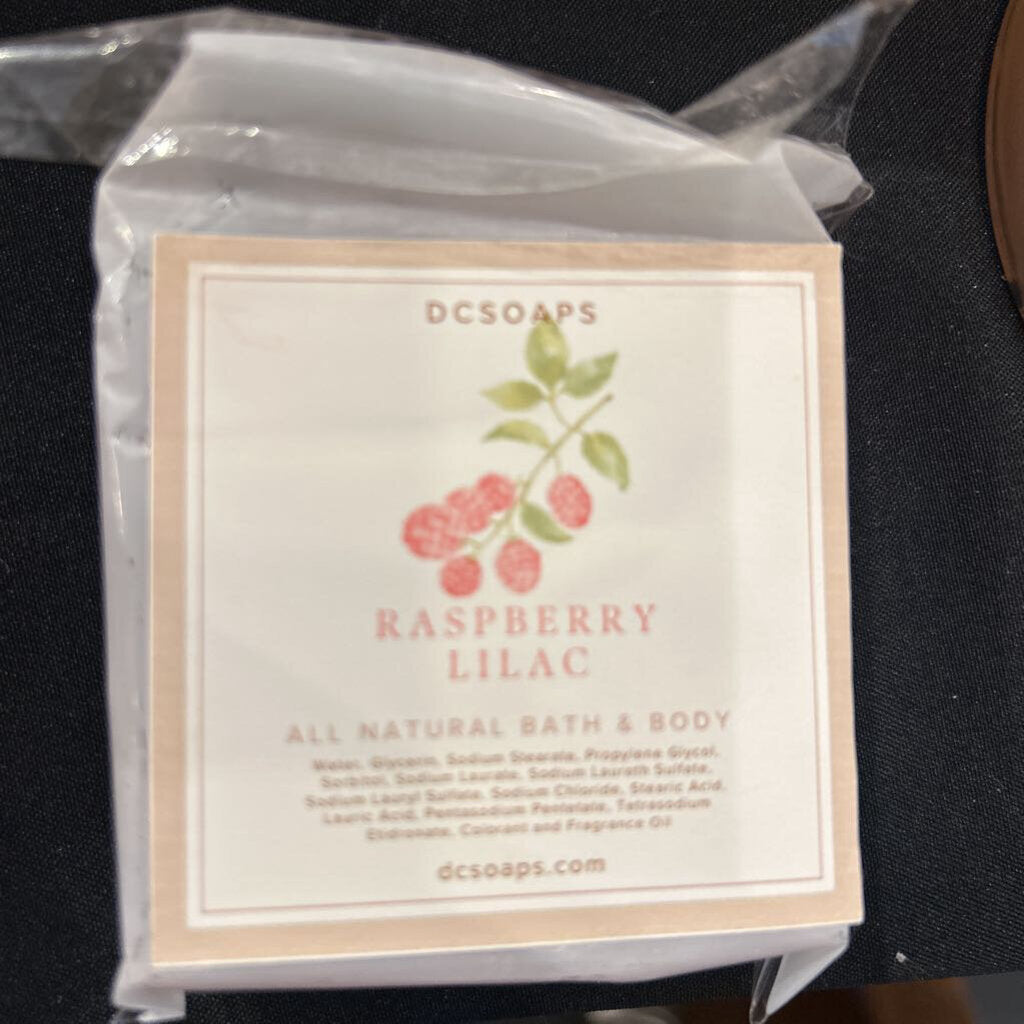 DCSOAPS
RASPBERRY
LILAC
ALL NATURAL BATH & BODY
Water, Glycerin, Sodium Stearate, Propylene Glycol,
Sorbitol, Sodium Laurate, Sodium Laureth Sulfate,
Sodium Lauryl Sulfate, Sodium Chloride, Stearic Acid,
Lauric Acid, Pentasodium Pentetate, Tetrasodium
Etidronate, Colorant and Fragrance Oil
dcsoaps.com